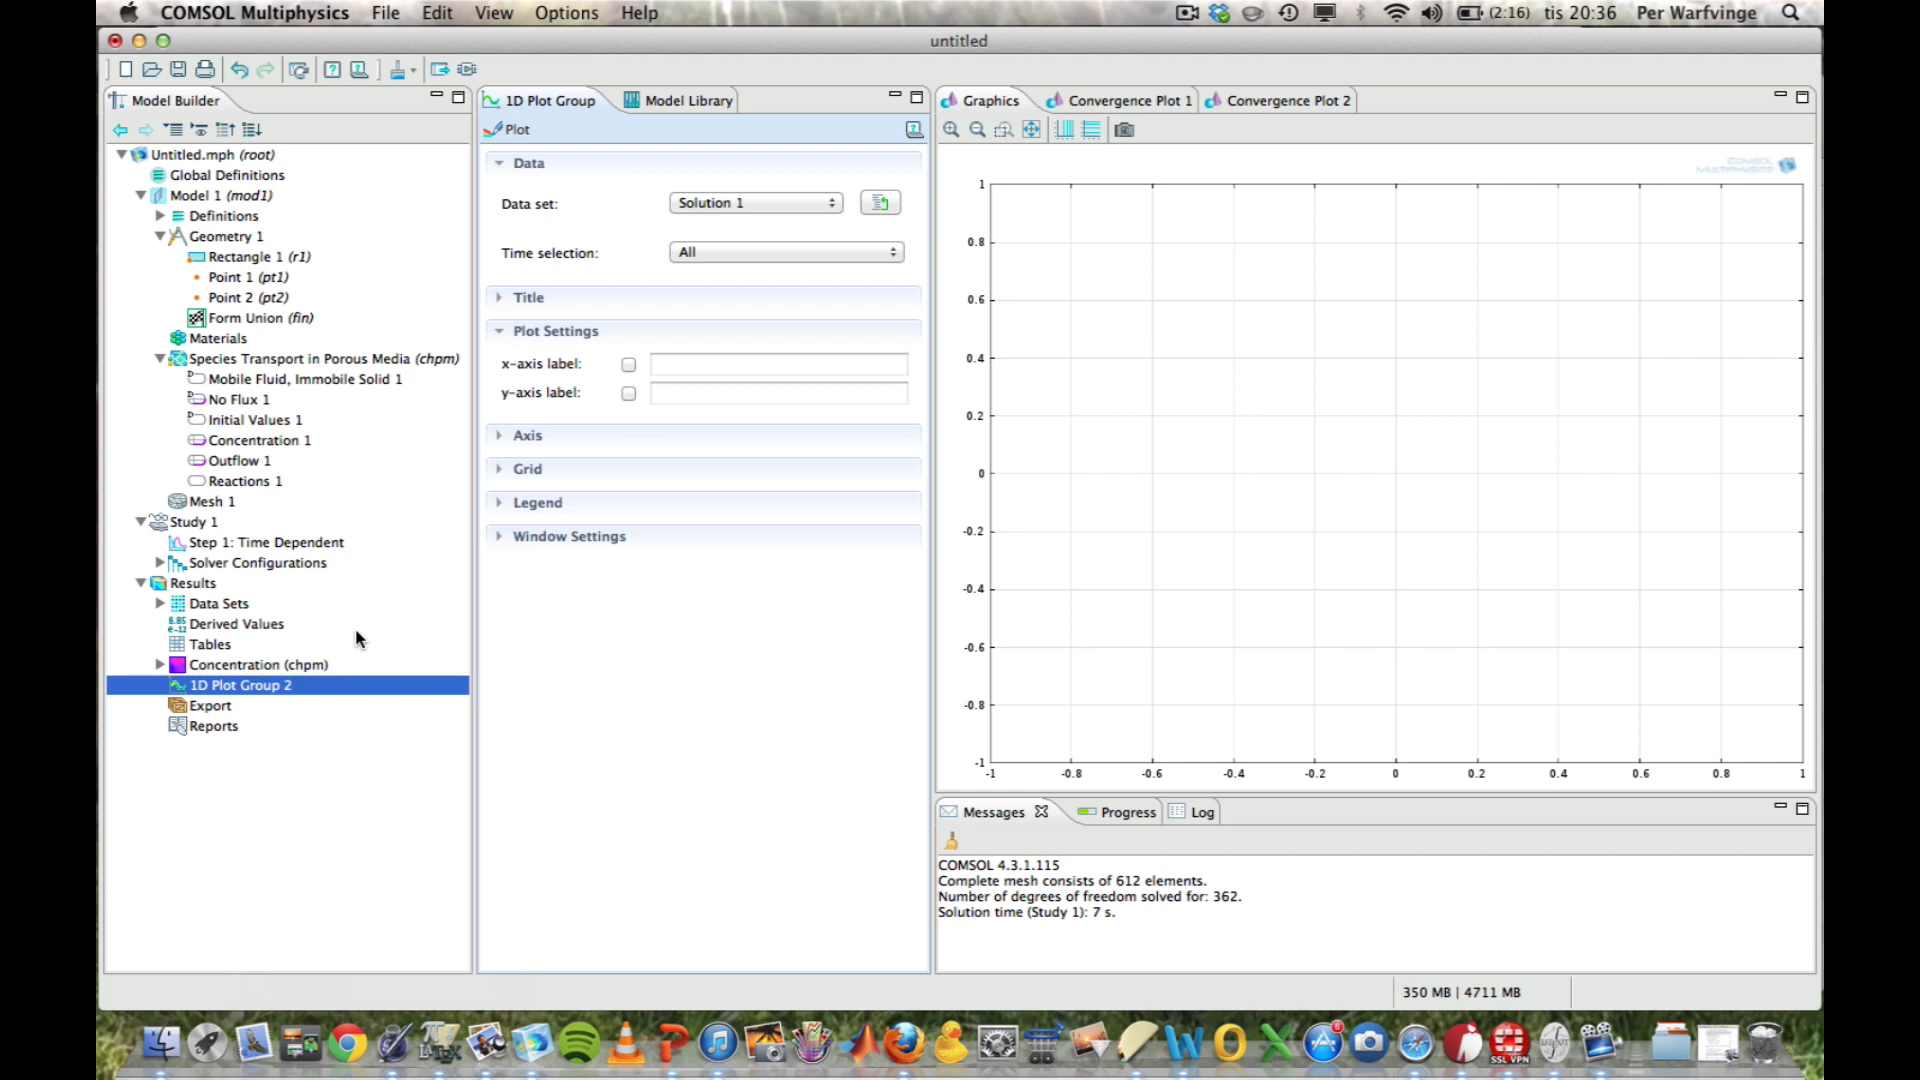 COMSOL Multiphysics File Edit View Options Help (2:16) tis 20:36 Per Warfvinge
untitled
Model Builder
Untitled.mph (root)
Global Definitions
Model 1 (mod1)
Definitions
Geometry 1
Rectangle 1 (r1)
Point 1 (pt1)
Point 2 (pt2)
Form Union (fin)
Materials
Species Transport in Porous Media (chpm)
Mobile Fluid, Immobile Solid 1
No Flux 1
Initial Values 1
Concentration 1
Outflow 1
Reactions 1
Mesh 1
Study 1
Step 1: Time Dependent
Solver Configurations
Results
Data Sets
8.85
e-12
Derived Values
Tables
Concentration (chpm)
1D Plot Group 2
Export
Reports
1D Plot Group Model Library
Plot
Data
Data set: Solution 1
Time selection: All
Title
Plot Settings
x-axis label:
y-axis label:
Axis
Grid
Legend
Window Settings
Graphics Convergence Plot 1 Convergence Plot 2
COMSOL
MULTIPHYSICS
1
0.8
0.6
0.4
0.2
0
-0.2
-0.4
-0.6
-0.8
-1
-1 -0.8 -0.6 -0.4 -0.2 0 0.2 0.4 0.6 0.8 1
Messages Progress Log
COMSOL 4.3.1.115
Complete mesh consists of 612 elements.
Number of degrees of freedom solved for: 362.
Solution time (Study 1): 7 s.
350 MB | 4711 MB
SSL VPN